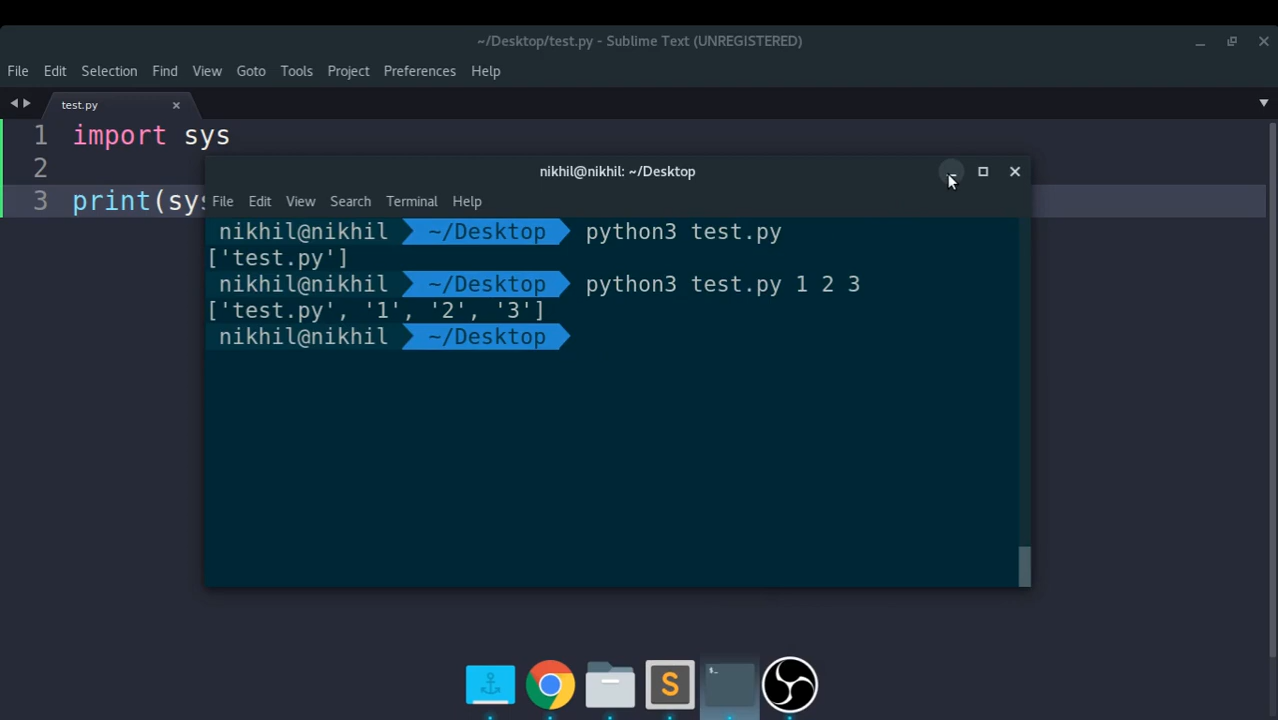 ~/Desktop/test.py - Sublime Text (UNREGISTERED)
File Edit Selection Find View Goto Tools Project Preferences Help
test.py
1 import sys
2
3 print(sys
nikhil@nikhil: ~/Desktop
File Edit View Search Terminal Help
nikhil@nikhil ~/Desktop python3 test.py
['test.py']
nikhil@nikhil ~/Desktop python3 test.py 1 2 3
['test.py', '1', '2', '3']
nikhil@nikhil ~/Desktop
S
$_